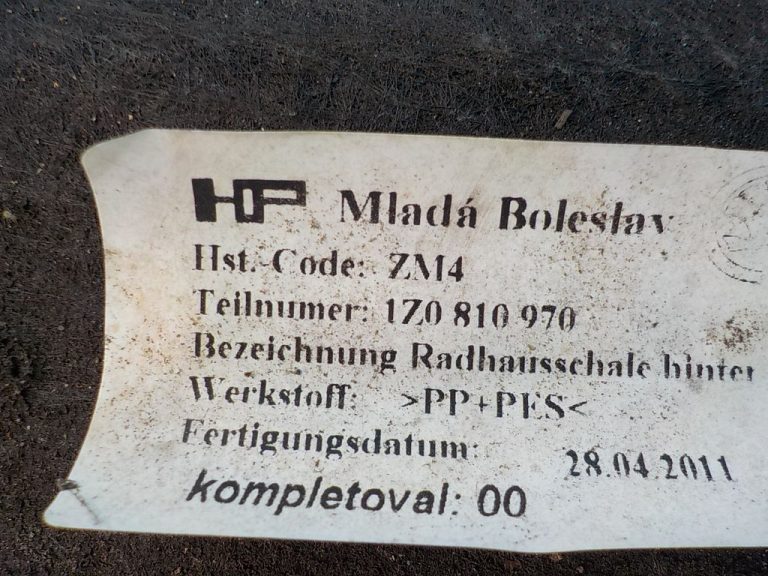 HP Mladá Boleslav
Hst.-Code: ZM4
Teilnumer: 1Z0 810 970
Bezeichnung Radhausschale hinter
Werkstoff: >PP+PES<
Fertigungsdatum: 28.04.2011
kompletoval: 00